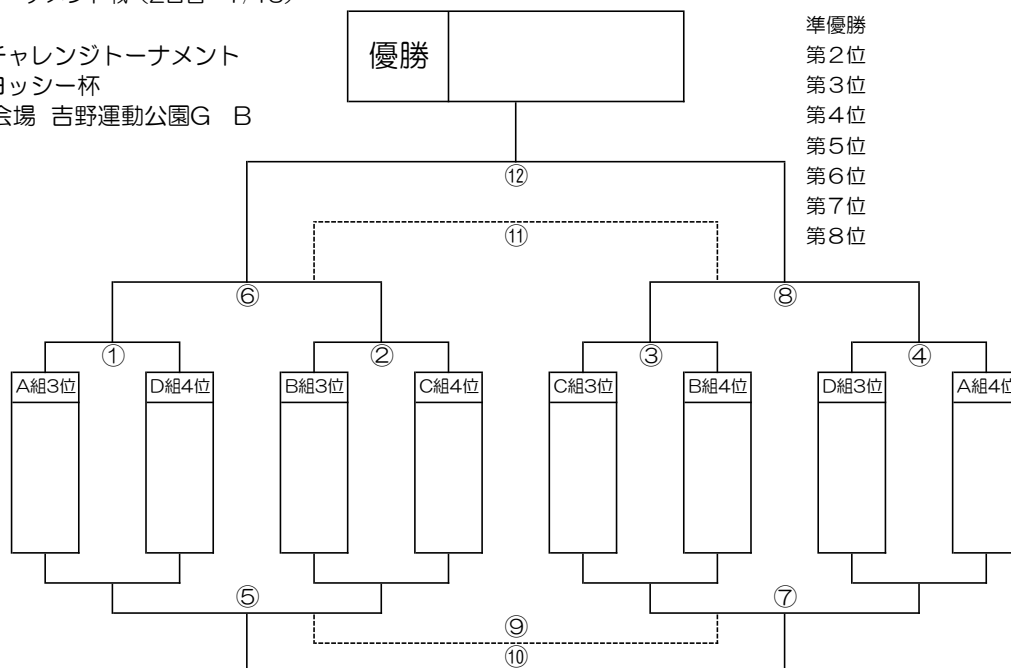 チャレンジトーナメント
ヨッシー杯
会場 吉野運動公園G B
優勝
準優勝
第2位
第3位
第4位
第5位
第6位
第7位
第8位
⑫
⑪
⑥ ⑧
① ② ③ ④
A組3位 D組4位 B組3位 C組4位 C組3位 B組4位 D組3位 A組4位
⑤ ⑦
⑨
⑩